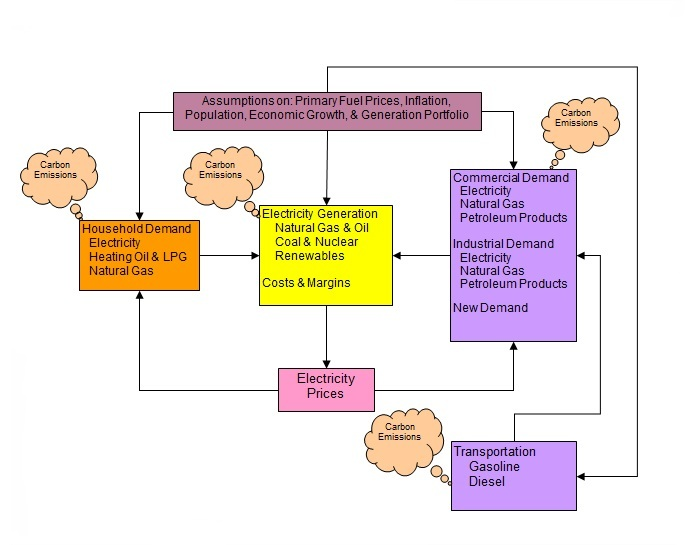 Assumptions on: Primary Fuel Prices, Inflation,
Population, Economic Growth, & Generation Portfolio
Carbon
Emissions
Carbon
Emissions
Carbon
Emissions
Household Demand
Electricity
Heating Oil & LPG
Natural Gas
Electricity Generation
Natural Gas & Oil
Coal & Nuclear
Renewables
Costs & Margins
Commercial Demand
Electricity
Natural Gas
Petroleum Products
Industrial Demand
Electricity
Natural Gas
Petroleum Products
New Demand
Electricity
Prices
Carbon
Emissions
Transportation
Gasoline
Diesel